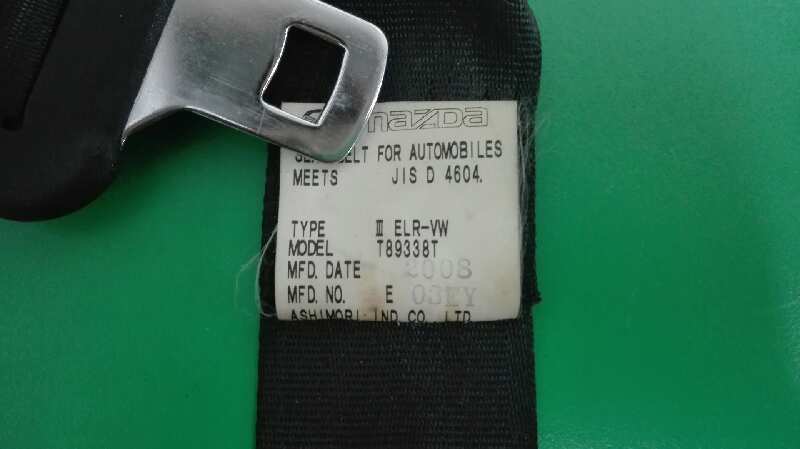 mazda
BELT FOR AUTOMOBILES
MEETS JIS D 4604.
TYPE III ELR-VW
MODEL T89338T
MFD. DATE 2008
MFD. NO. E 03EY
ASHIMORI IND CO. LTD